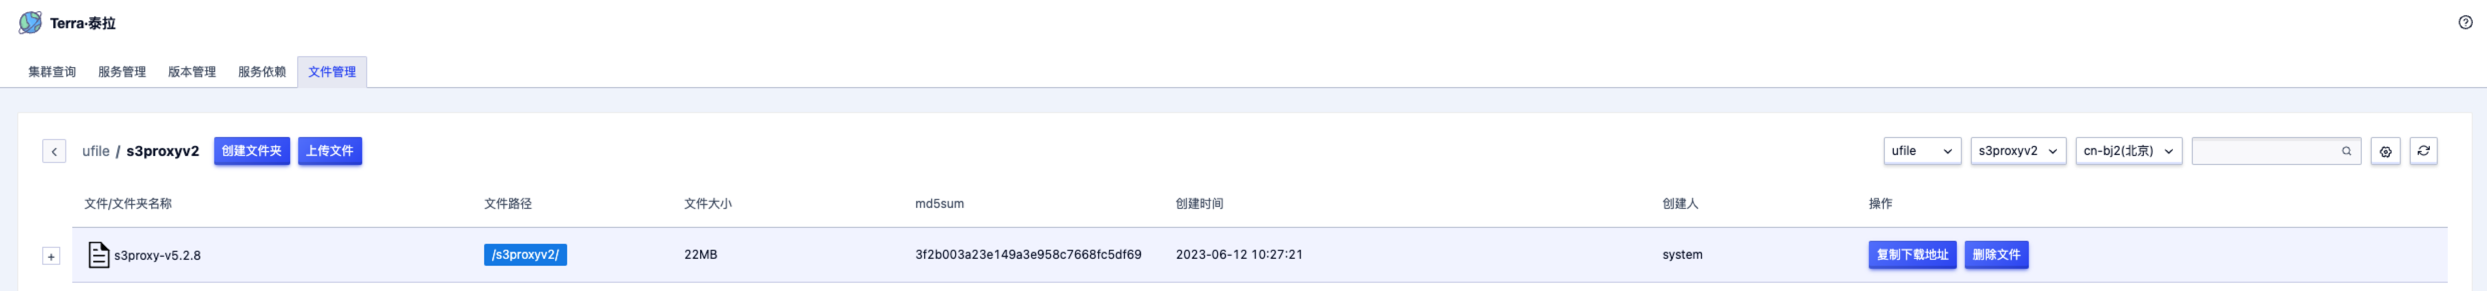 Terra·泰拉
集群查询 服务管理 版本管理 服务依赖 文件管理
ufile / s3proxyv2 创建文件夹 上传文件 ufile s3proxyv2 cn-bj2(北京)
文件/文件夹名称 文件路径 文件大小 md5sum 创建时间 创建人 操作
s3proxy-v5.2.8 /s3proxyv2/ 22MB 3f2b003a23e149a3e958c7668fc5df69 2023-06-12 10:27:21 system 复制下载地址 删除文件